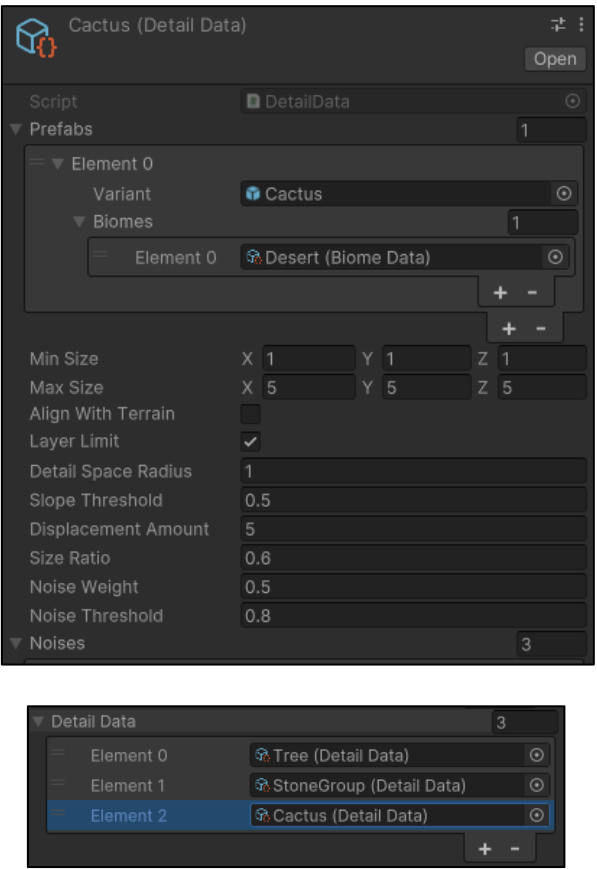 Cactus (Detail Data)
Open
Script DetailData
Prefabs 1
Element 0
Variant Cactus
Biomes 1
Element 0 Desert (Biome Data)
+ -
+ -
Min Size X 1 Y 1 Z 1
Max Size X 5 Y 5 Z 5
Align With Terrain
Layer Limit
Detail Space Radius 1
Slope Threshold 0.5
Displacement Amount 5
Size Ratio 0.6
Noise Weight 0.5
Noise Threshold 0.8
Noises 3
Detail Data 3
Element 0 Tree (Detail Data)
Element 1 StoneGroup (Detail Data)
Element 2 Cactus (Detail Data)
+ -